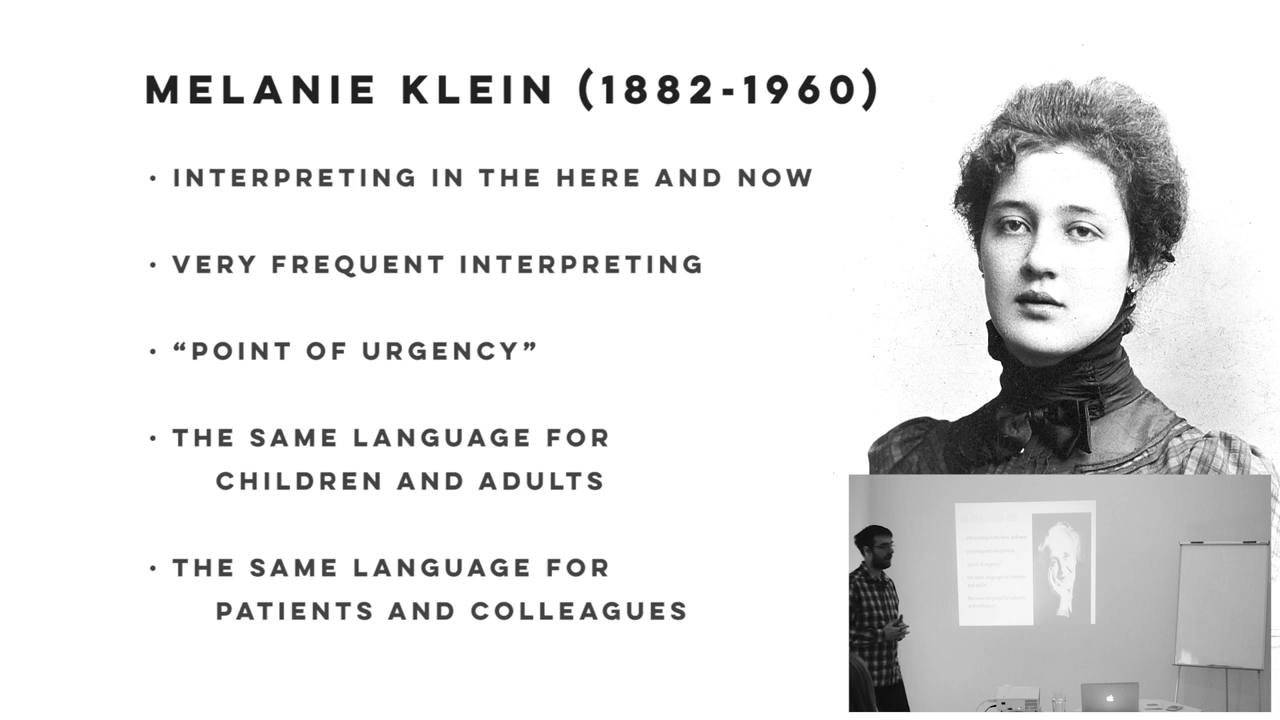 MELANIE KLEIN (1882-1960)
• INTERPRETING IN THE HERE AND NOW
• VERY FREQUENT INTERPRETING
• “POINT OF URGENCY”
• THE SAME LANGUAGE FOR
CHILDREN AND ADULTS
• THE SAME LANGUAGE FOR
PATIENTS AND COLLEAGUES